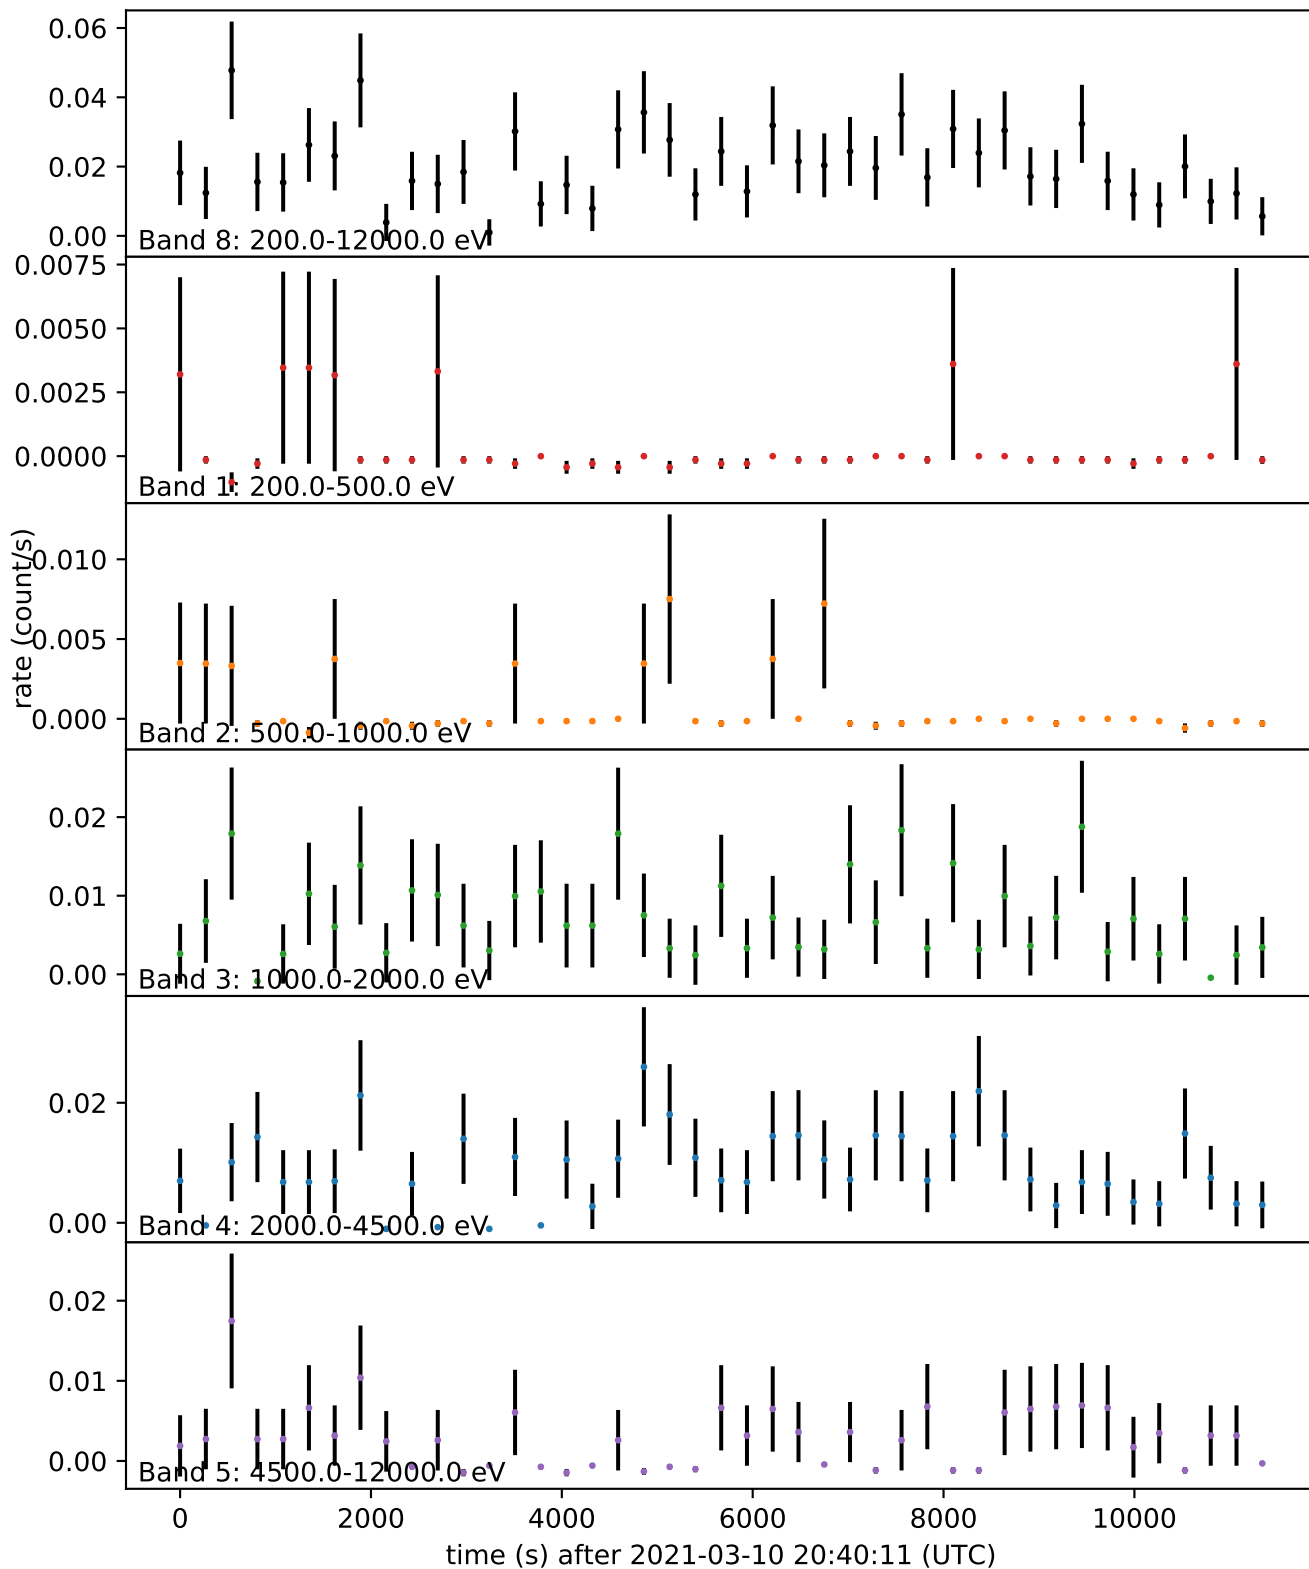 0.06
0.04
0.02
0.00
Band 8: 200.0-12000.0 eV
0.0075
0.0050
0.0025
0.0000
Band 1: 200.0-500.0 eV
0.010
0.005
0.000
Band 2: 500.0-1000.0 eV
rate (count/s)
0.02
0.01
0.00
Band 3: 1000.0-2000.0 eV
0.02
0.00
Band 4: 2000.0-4500.0 eV
0.02
0.01
0.00
Band 5: 4500.0-12000.0 eV
0 2000 4000 6000 8000 10000
time (s) after 2021-03-10 20:40:11 (UTC)